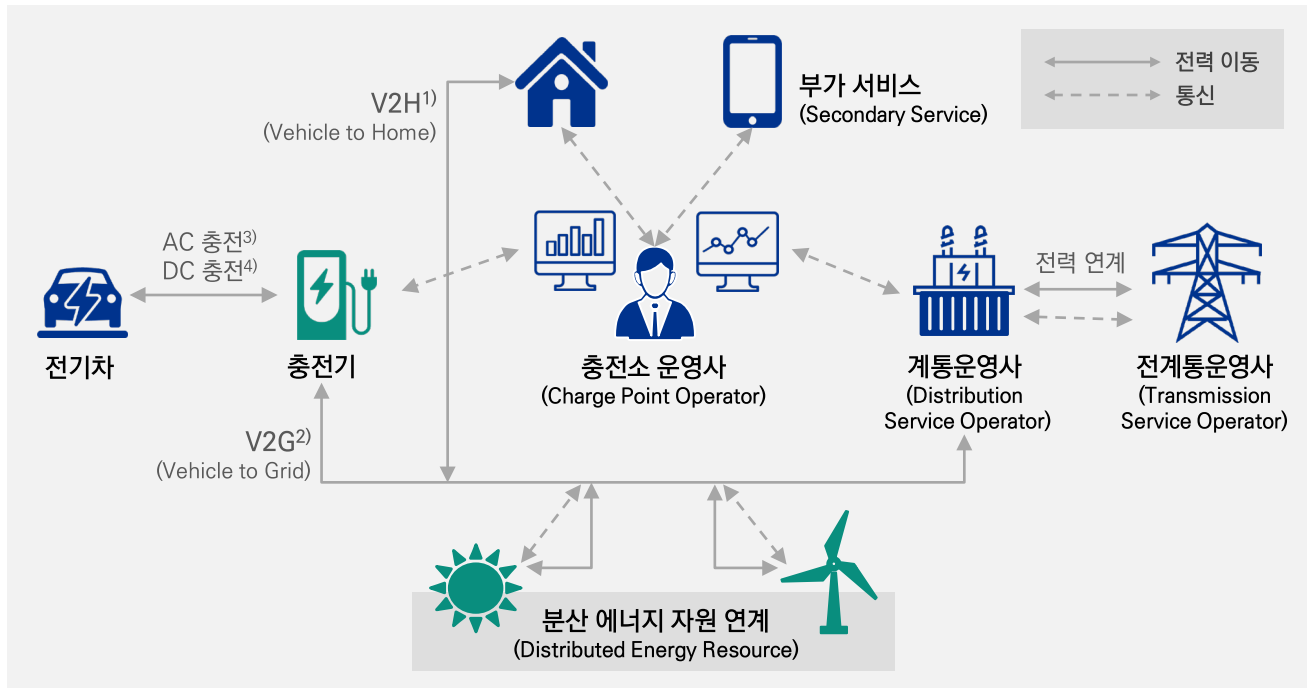 V2H1)
(Vehicle to Home)
부가 서비스
(Secondary Service)
전력 이동
통신
AC 충전3)
DC 충전4)
전력 연계
전기차
충전기
충전소 운영사
(Charge Point Operator)
계통운영사
(Distribution
Service Operator)
전계통운영사
(Transmission
Service Operator)
V2G2)
(Vehicle to Grid)
분산 에너지 자원 연계
(Distributed Energy Resource)